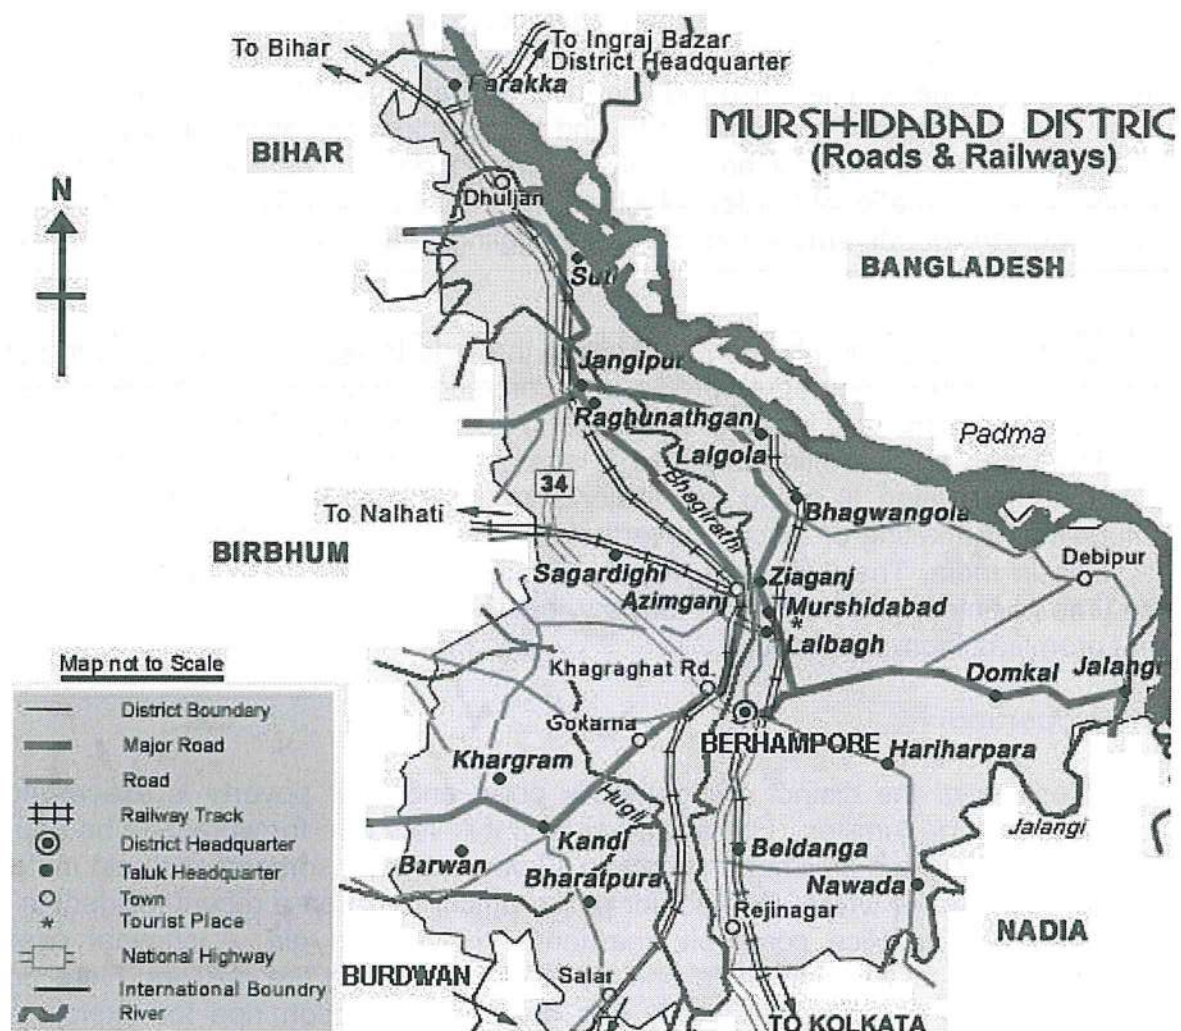 To Bihar
To Ingraj Bazar
District Headquarter
Farakka
MURSHIDABAD DISTRIC
(Roads & Railways)
BIHAR
N
Dhuljan
BANGLADESH
Suti
Jangipur
Raghunathganj
Padma
Lalgola
34
Bhagirathi
To Nalhati
Bhagwangola
BIRBHUM
Debipur
Sagardighi
Ziaganj
Azimganj
Murshidabad
*
Lalbagh
Map not to Scale
Khagraghat Rd.
Domkal
Jalangi
District Boundary
Gokarna
Major Road
BERHAMPORE
Hariharpara
Khargram
Road
Hugli
Railway Track
Jalangi
District Headquarter
Kandi
Beldanga
Barwan
Taluk Headquarter
Bharatpura
Nawada
Town
Rejinagar
* Tourist Place
NADIA
National Highway
BURDWAN
Salar
International Boundry
River
TO KOLKATA